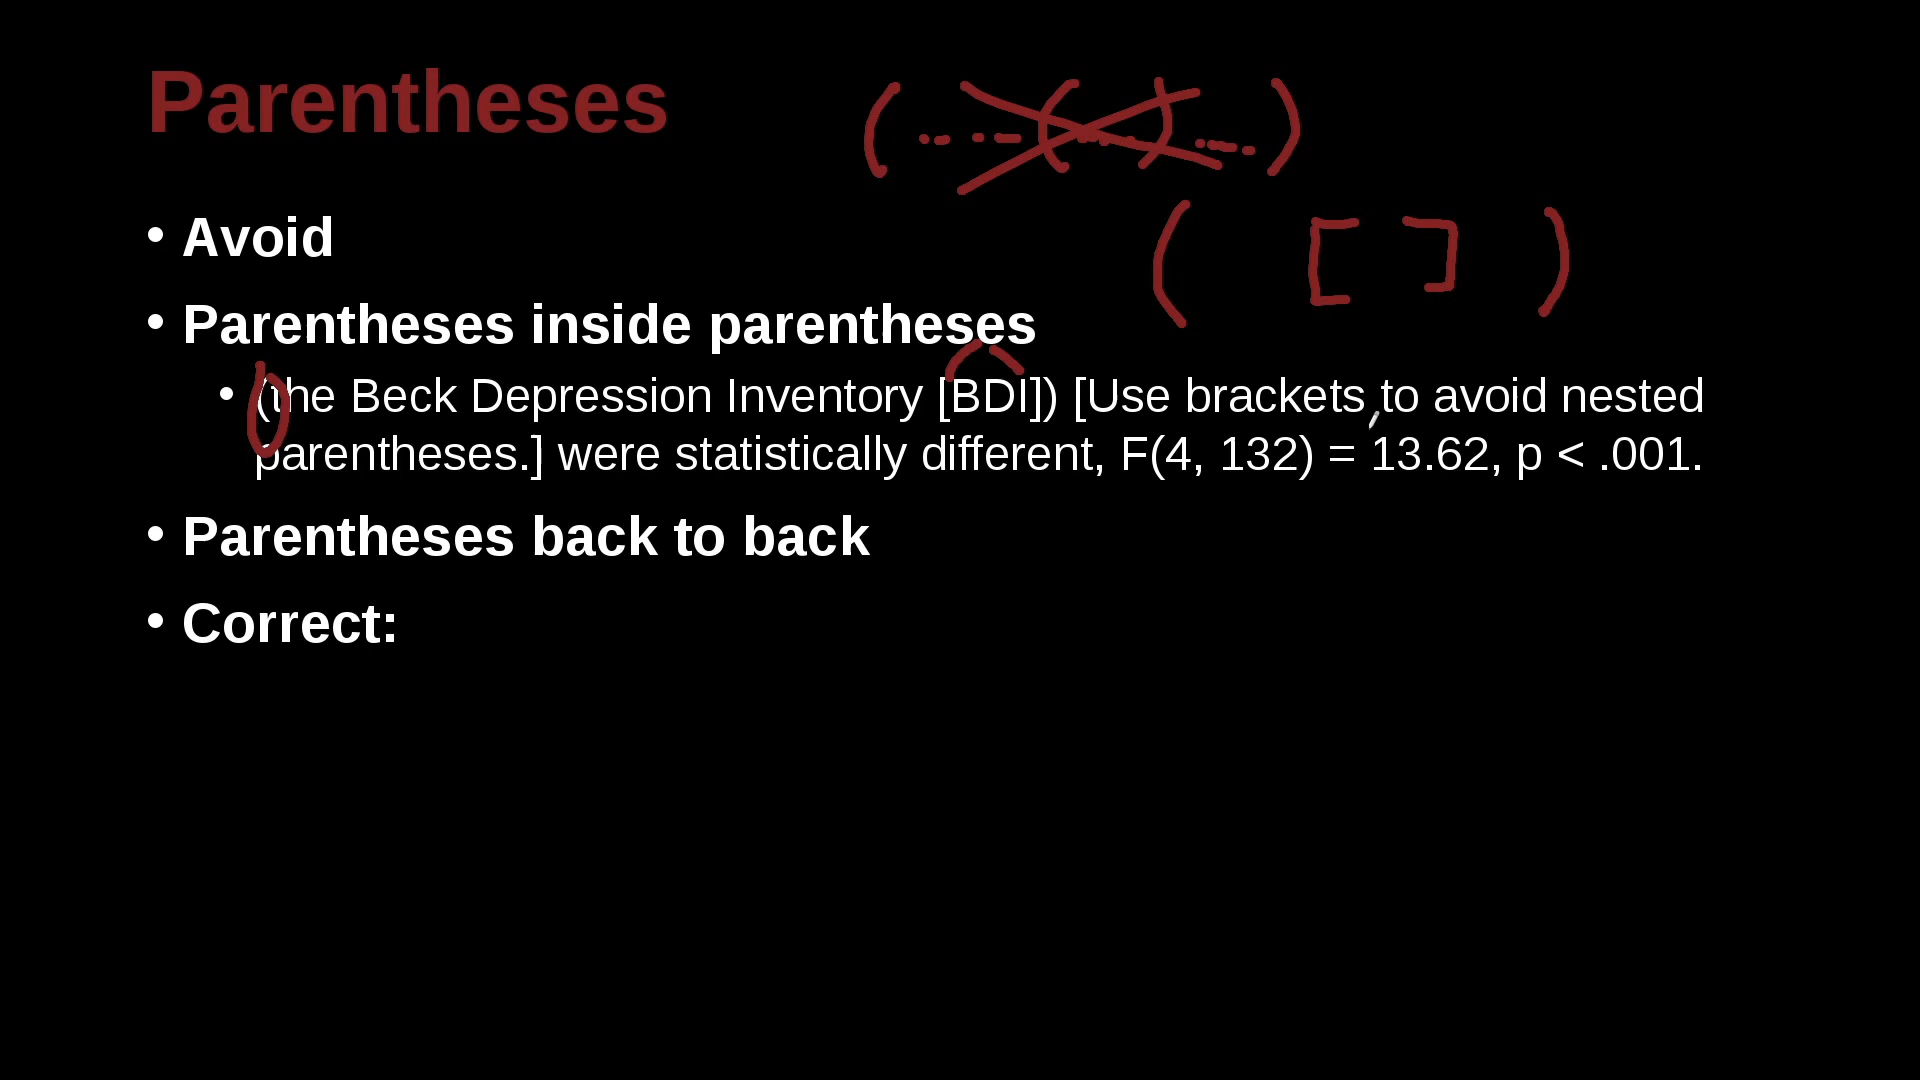 Parentheses
• Avoid
• Parentheses inside parentheses
• (the Beck Depression Inventory [BDI]) [Use brackets to avoid nested
parentheses.] were statistically different, F(4, 132) = 13.62, p < .001.
• Parentheses back to back
• Correct: